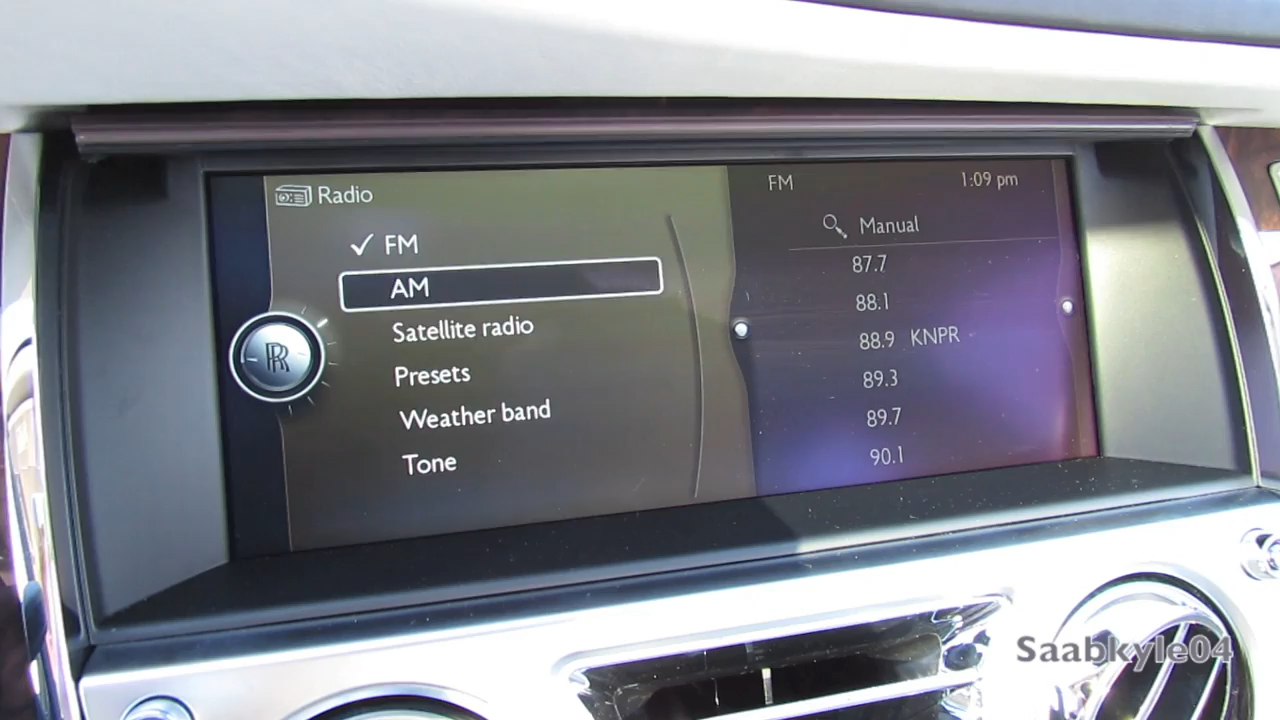 Radio
FM
AM
Satellite radio
Presets
Weather band
Tone
RR
FM 1:09 pm
Manual
87.7
88.1
88.9 KNPR
89.3
89.7
90.1
Saabkyle04